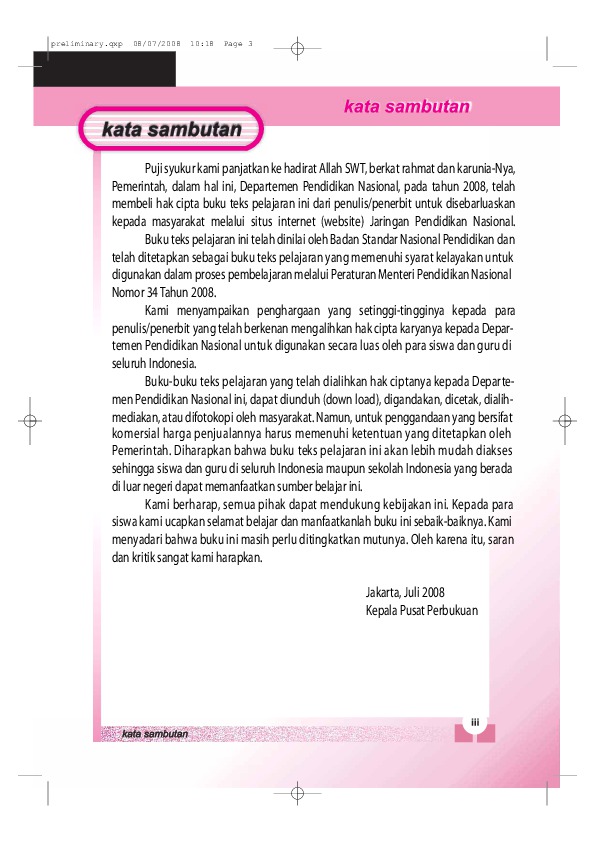 preliminary.qxp 08/07/2008 10:18 Page 3
kata sambutan
kata sambutan
Puji syukur kami panjatkan ke hadirat Allah SWT, berkat rahmat dan karunia-Nya,
Pemerintah, dalam hal ini, Departemen Pendidikan Nasional, pada tahun 2008, telah
membeli hak cipta buku teks pelajaran ini dari penulis/penerbit untuk disebarluaskan
kepada masyarakat melalui situs internet (website) Jaringan Pendidikan Nasional.
Buku teks pelajaran ini telah dinilai oleh Badan Standar Nasional Pendidikan dan
telah ditetapkan sebagai buku teks pelajaran yang memenuhi syarat kelayakan untuk
digunakan dalam proses pembelajaran melalui Peraturan Menteri Pendidikan Nasional
Nomor 34 Tahun 2008.
Kami menyampaikan penghargaan yang setinggi-tingginya kepada para
penulis/penerbit yang telah berkenan mengalihkan hak cipta karyanya kepada Depar-
temen Pendidikan Nasional untuk digunakan secara luas oleh para siswa dan guru di
seluruh Indonesia.
Buku-buku teks pelajaran yang telah dialihkan hak ciptanya kepada Departe-
men Pendidikan Nasional ini, dapat diunduh (down load), digandakan, dicetak, dialih-
mediakan, atau difotokopi oleh masyarakat. Namun, untuk penggandaan yang bersifat
komersial harga penjualannya harus memenuhi ketentuan yang ditetapkan oleh
Pemerintah. Diharapkan bahwa buku teks pelajaran ini akan lebih mudah diakses
sehingga siswa dan guru di seluruh Indonesia maupun sekolah Indonesia yang berada
di luar negeri dapat memanfaatkan sumber belajar ini.
Kami berharap, semua pihak dapat mendukung kebijakan ini. Kepada para
siswa kami ucapkan selamat belajar dan manfaatkanlah buku ini sebaik-baiknya. Kami
menyadari bahwa buku ini masih perlu ditingkatkan mutunya. Oleh karena itu, saran
dan kritik sangat kami harapkan.
Jakarta, Juli 2008
Kepala Pusat Perbukuan
iii
kata sambutan